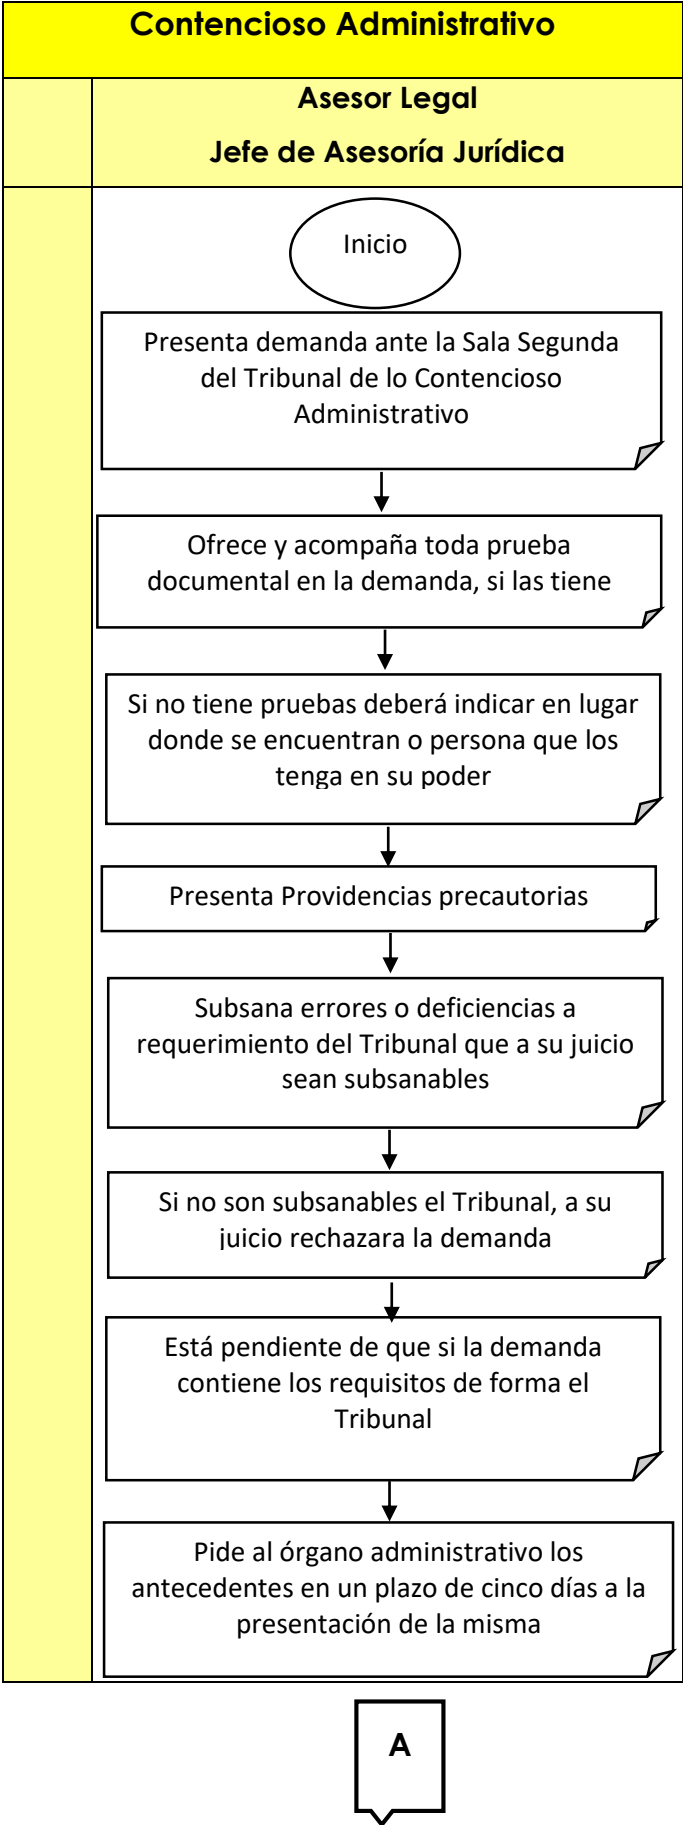 Contencioso Administrativo
Asesor Legal
Jefe de Asesoría Jurídica
Inicio
Presenta demanda ante la Sala Segunda
del Tribunal de lo Contencioso
Administrativo
Ofrece y acompaña toda prueba
documental en la demanda, si las tiene
Si no tiene pruebas deberá indicar en lugar
donde se encuentran o persona que los
tenga en su poder
Presenta Providencias precautorias
Subsana errores o deficiencias a
requerimiento del Tribunal que a su juicio
sean subsanables
Si no son subsanables el Tribunal, a su
juicio rechazara la demanda
Está pendiente de que si la demanda
contiene los requisitos de forma el
Tribunal
Pide al órgano administrativo los
antecedentes en un plazo de cinco días a la
presentación de la misma
A